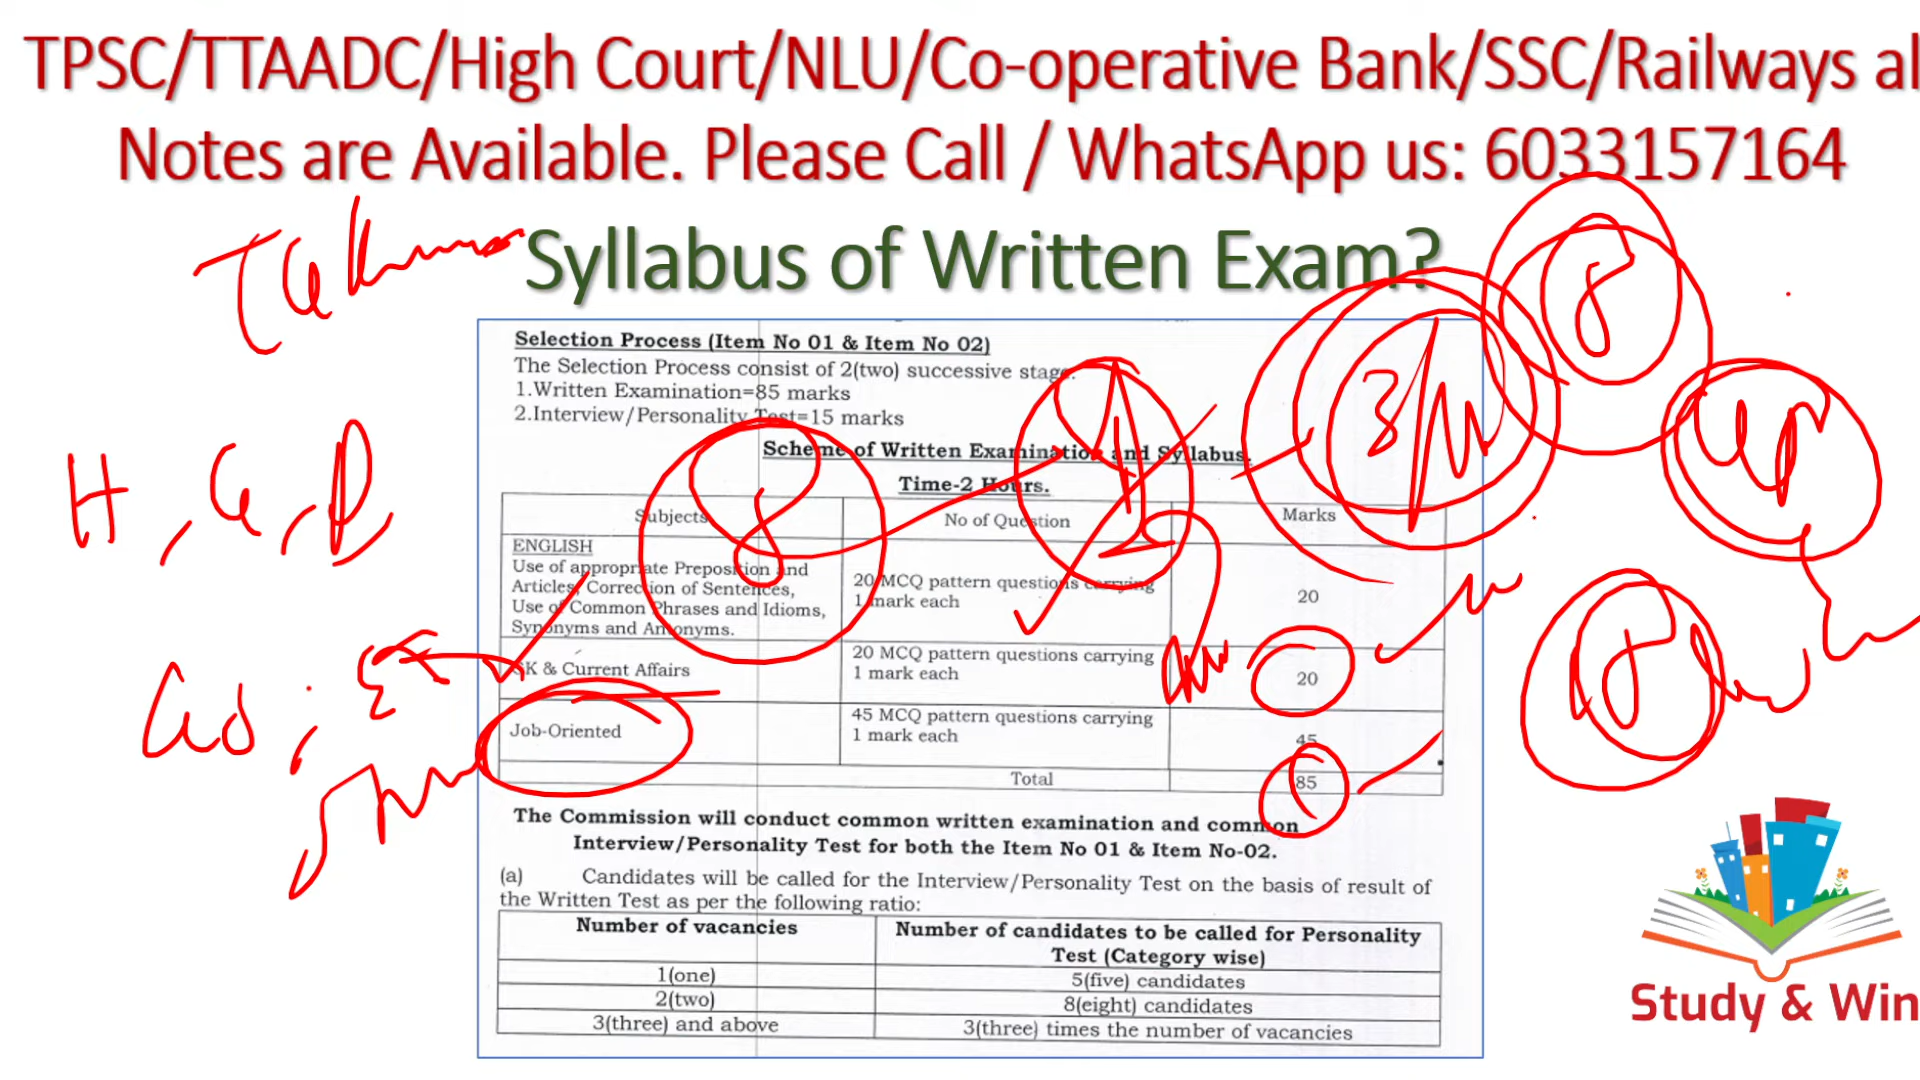 TPSC/TTAADC/High Court/NLU/Co-operative Bank/SSC/Railways al
Notes are Available. Please Call / WhatsApp us: 6033157164
Syllabus of Written Exam?
Selection Process (Item No 01 & Item No 02)
The Selection Process consist of 2(two) successive stage.
1.Written Examination=85 marks
2.Interview/Personality Test=15 marks
Scheme of Written Examination and Syllabus.
Time-2 Hours.
Subjects No of Question Marks
ENGLISH
Use of appropriate Preposition and
Articles, Correction of Sentences,
Use of Common Phrases and Idioms,
Synonyms and Antonyms.
20 MCQ pattern questions carrying
1 mark each
20
GK & Current Affairs
20 MCQ pattern questions carrying
1 mark each
20
Job-Oriented
45 MCQ pattern questions carrying
1 mark each
45
Total 85
The Commission will conduct common written examination and common
Interview/Personality Test for both the Item No 01 & Item No-02.
(a) Candidates will be called for the Interview/Personality Test on the basis of result of
the Written Test as per the following ratio:
Number of vacancies Number of candidates to be called for Personality
Test (Category wise)
1(one) 5(five) candidates
2(two) 8(eight) candidates
3(three) and above 3(three) times the number of vacancies
H, G, P
8
8
Study & Win